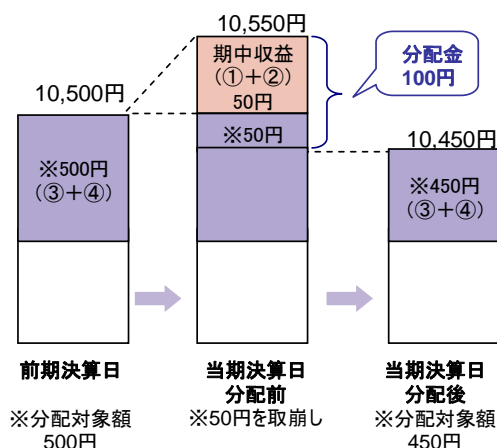 10,550円
期中収益
(①+②)
50円
分配金
100円
10,500円
※50円
10,450円
※500円
(③+④)
※450円
(③+④)
前期決算日
※分配対象額
500円
当期決算日
分配前
※50円を取崩し
当期決算日
分配後
※分配対象額
450円